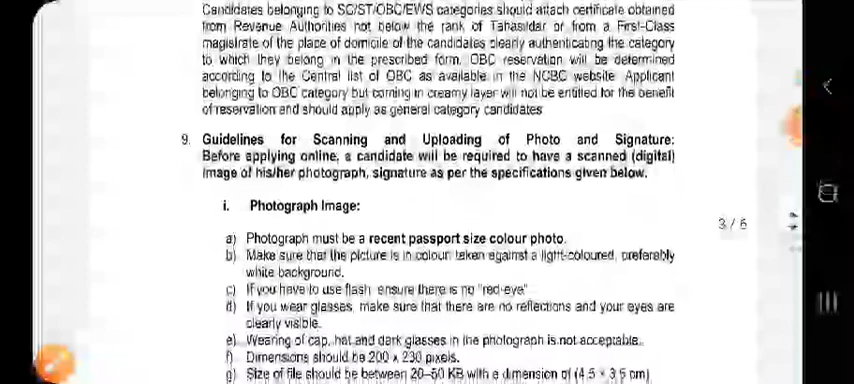 Candidates belonging to SC/ST/OBC/EWS categories should attach certificate obtained
from Revenue Authorities not below the rank of Tahasildar or from a First-Class
magistrate of the place of domicile of the candidates clearly authenticating the category
to which they belong in the prescribed form. OBC reservation will be determined
according to the Central list of OBC as available in the NCBC website Applicant
belonging to OBC category but coming in creamy layer will not be entitled for the benefit
of reservation and should apply as general category candidates
9. Guidelines for Scanning and Uploading of Photo and Signature:
Before applying online, a candidate will be required to have a scanned (digital)
image of his/her photograph, signature as per the specifications given below.
i. Photograph Image:
3 / 6
a) Photograph must be a recent passport size colour photo.
b) Make sure that the picture is in colour taken against a light-coloured, preferably
white background.
c) If you have to use flash ensure there is no "red-eye"
d) If you wear glasses, make sure that there are no reflections and your eyes are
clearly visible.
e) Wearing of cap, hat and dark glasses in the photograph is not acceptable.
f) Dimensions should be 200 x 230 pixels.
g) Size of file should be between 20-50 KB with a dimension of (4.5 × 3.5 cm)